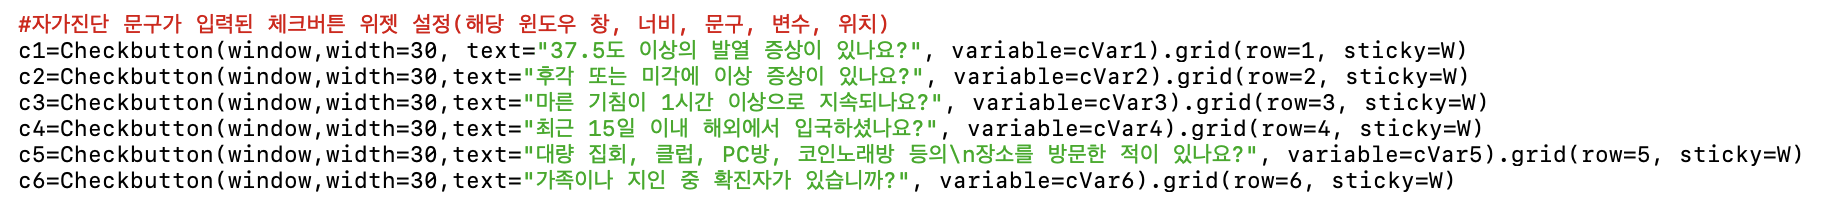 #자가진단 문구가 입력된 체크버튼 위젯 설정(해당 윈도우 창, 너비, 문구, 변수, 위치)
c1=Checkbutton(window,width=30, text="37.5도 이상의 발열 증상이 있나요?", variable=cVar1).grid(row=1, sticky=W)
c2=Checkbutton(window,width=30,text="후각 또는 미각에 이상 증상이 있나요?", variable=cVar2).grid(row=2, sticky=W)
c3=Checkbutton(window,width=30,text="마른 기침이 1시간 이상으로 지속되나요?", variable=cVar3).grid(row=3, sticky=W)
c4=Checkbutton(window,width=30,text="최근 15일 이내 해외에서 입국하셨나요?", variable=cVar4).grid(row=4, sticky=W)
c5=Checkbutton(window,width=30,text="대량 집회, 클럽, PC방, 코인노래방 등의\n장소를 방문한 적이 있나요?", variable=cVar5).grid(row=5, sticky=W)
c6=Checkbutton(window,width=30,text="가족이나 지인 중 확진자가 있습니까?", variable=cVar6).grid(row=6, sticky=W)